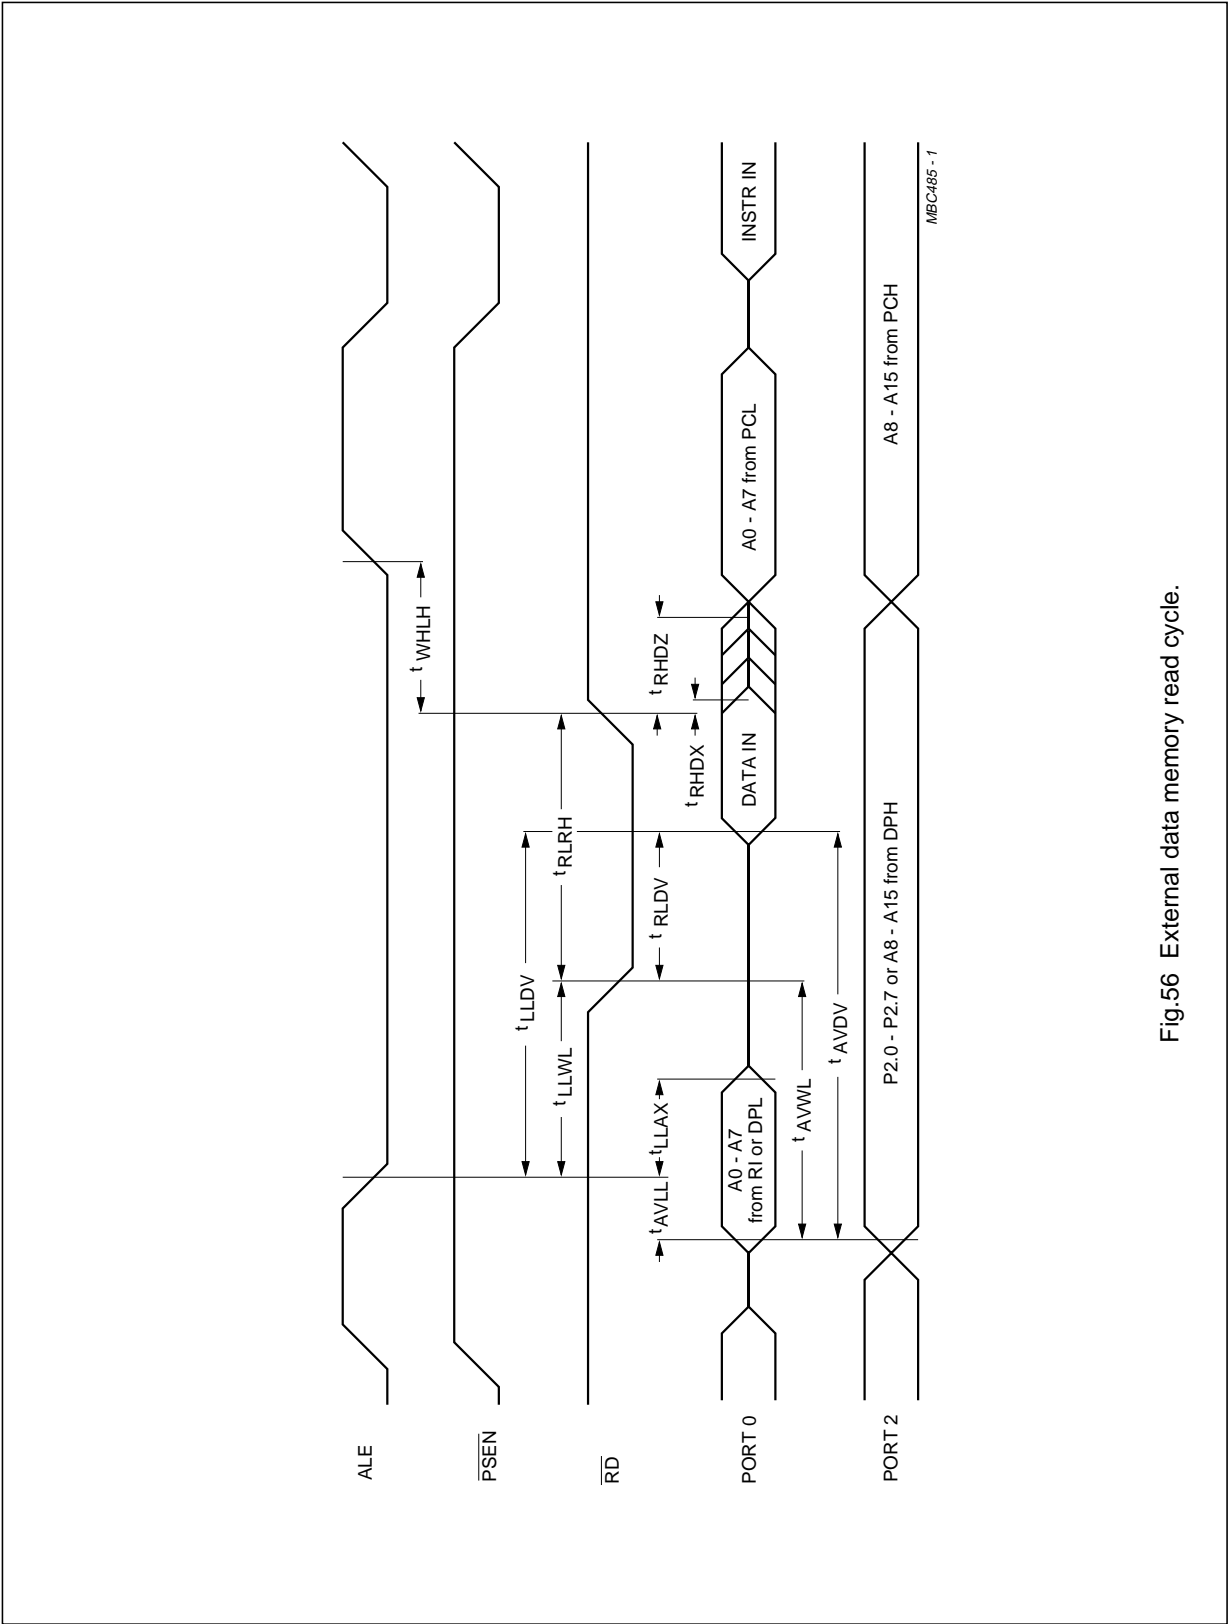 ALE
PSEN
RD
PORT 0
PORT 2
t WHLH
t LLDV
t LLWL
t RLRH
t AVLL
t LLAX
t RLDV
t RHDZ
t RHDX
A0 - A7
from RI or DPL
DATA IN
A0 - A7 from PCL
INSTR IN
t AVWL
t AVDV
P2.0 - P2.7 or A8 - A15 from DPH
A8 - A15 from PCH
MBC485 - 1
Fig.56 External data memory read cycle.